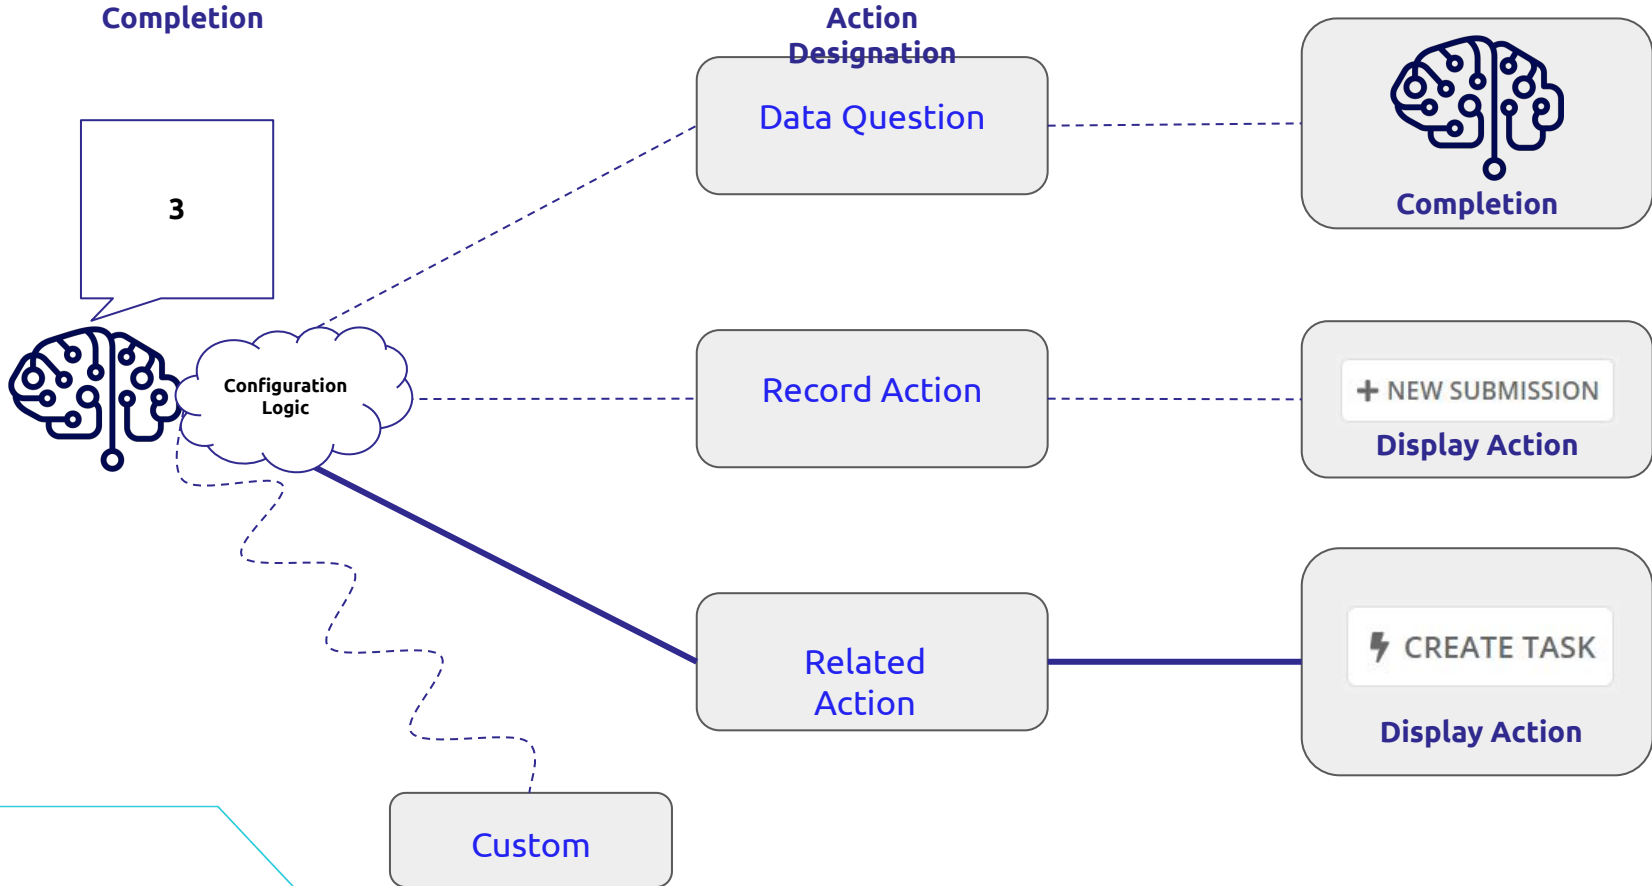 Completion
Action
Designation
Data Question
Completion
3
Configuration
Logic
Record Action
+ NEW SUBMISSION
Display Action
Related
Action
CREATE TASK
Display Action
Custom